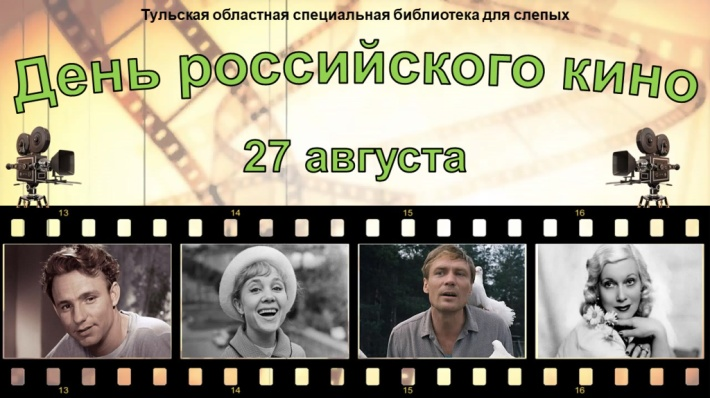 Тульская областная специальная библиотека для слепых
День российского кино
27 августа
13 14 15 16
13 14 15 16